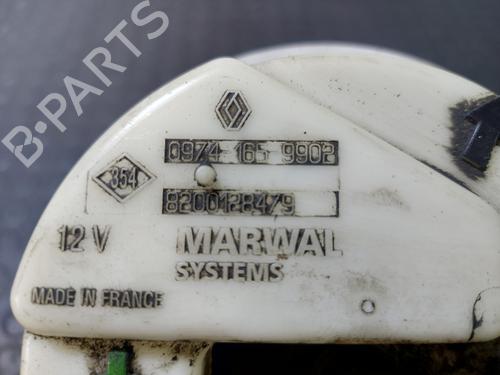 B-PARTS
0974 165 9902
354
8200128479
12 V
MARWAL
SYSTEMS
MADE IN FRANCE